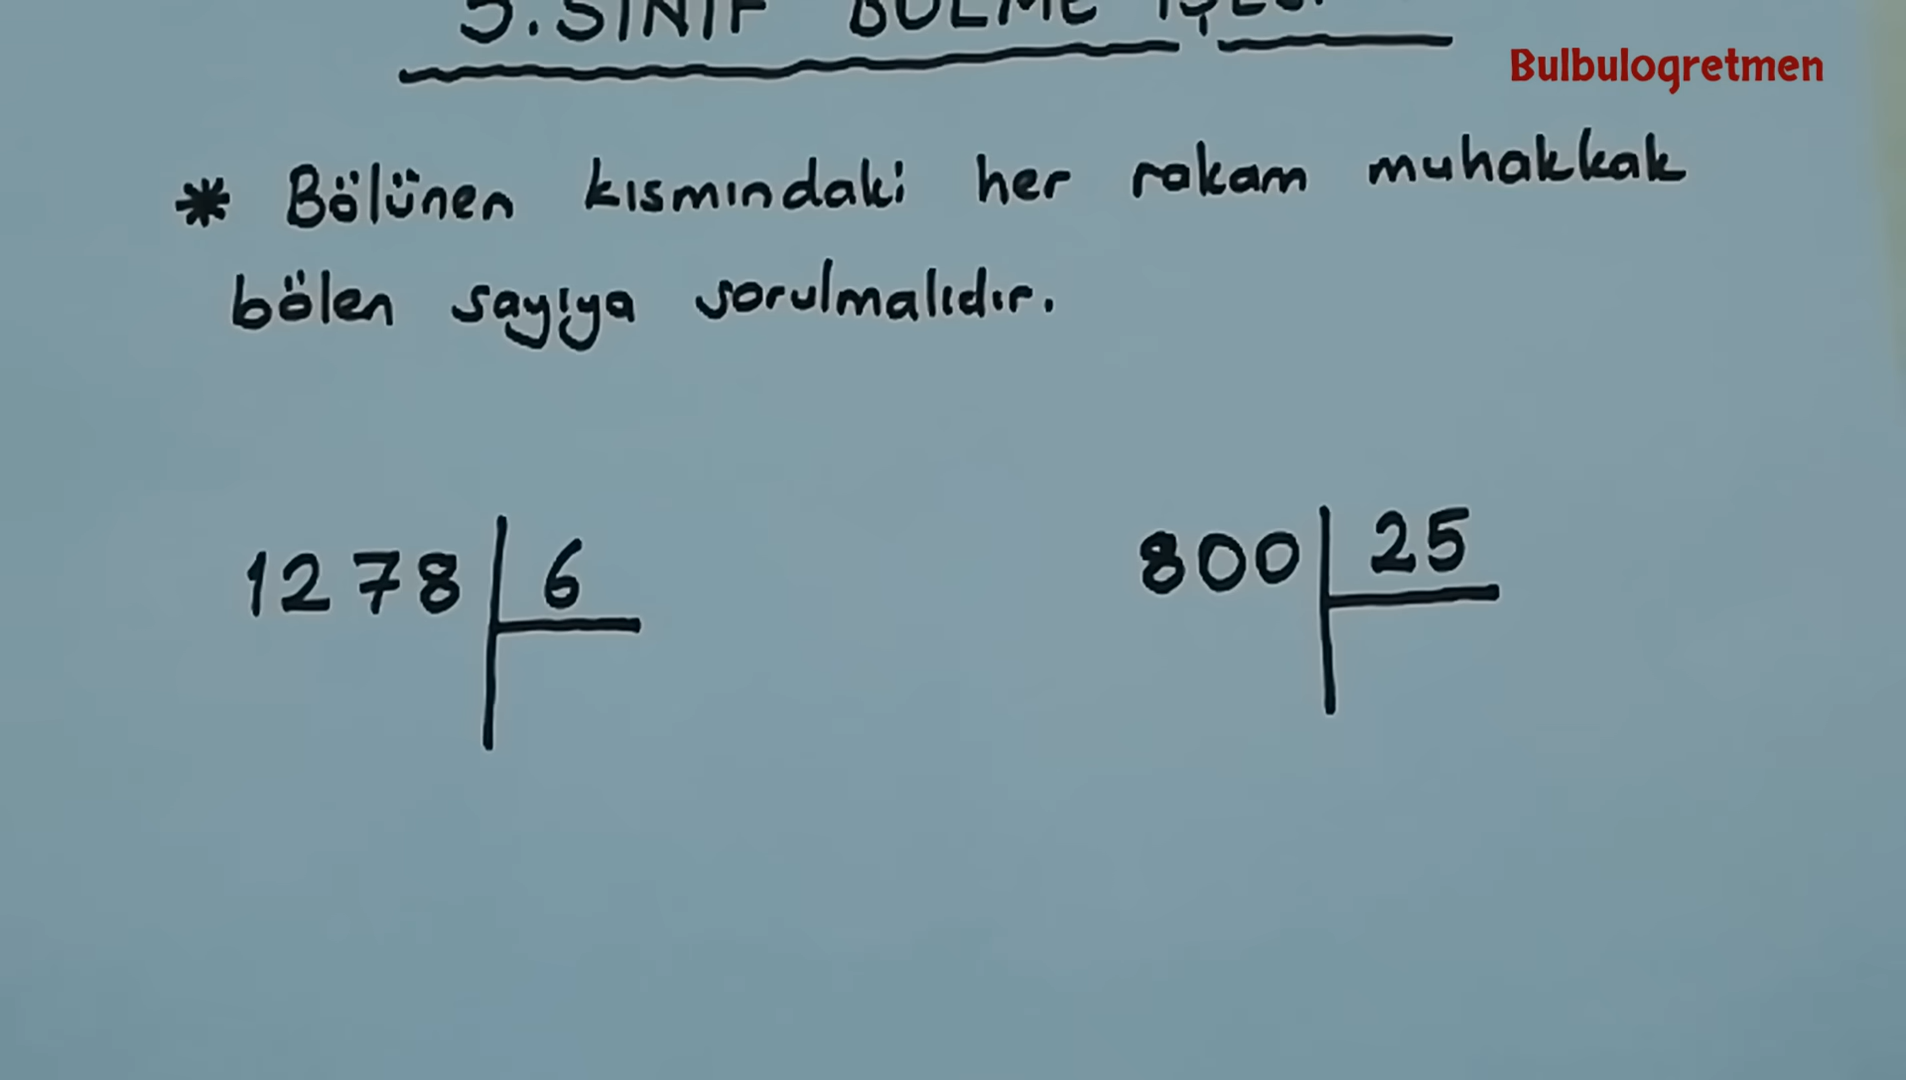 5.SINIF BÖLME
Bulbulogretmen
* Bölünen kısmındaki her rakam muhakkak
bölen sayıya sorulmalıdır.
1278 6
800 25